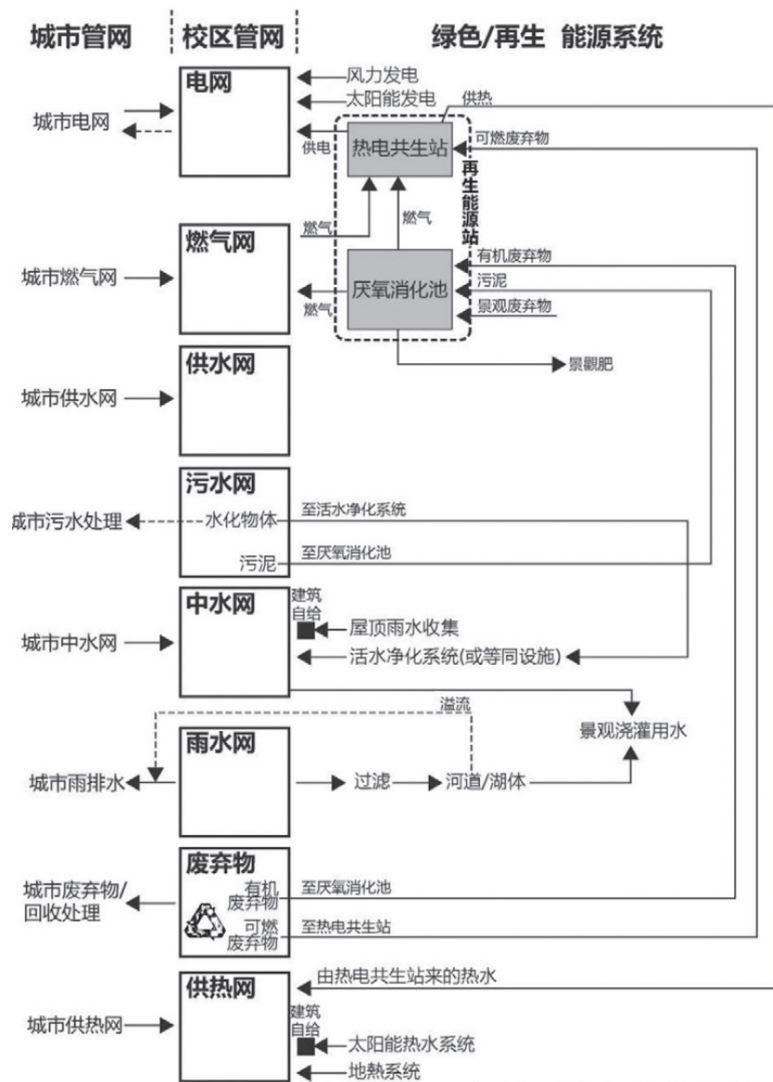 城市管网 校区管网 绿色/再生 能源系统
电网
风力发电
太阳能发电
供热
城市电网
供电
热电共生站
可燃废弃物
再生能源站
燃气网
燃气
燃气
有机废弃物
城市燃气网
厌氧消化池
污泥
燃气
景观废弃物
供水网
景觀肥
城市供水网
污水网
城市污水处理
水化物体
至活水净化系统
污泥
至厌氧消化池
中水网
建筑
自给
屋顶雨水收集
城市中水网
活水净化系统(或等同设施)
溢流
雨水网
景观浇灌用水
城市雨排水
过滤
河道/湖体
废弃物
城市废弃物/
回收处理
有机
废弃物
至厌氧消化池
可燃
废弃物
至热电共生站
供热网
由热电共生站来的热水
建筑
自给
城市供热网
太阳能热水系统
地熱系统